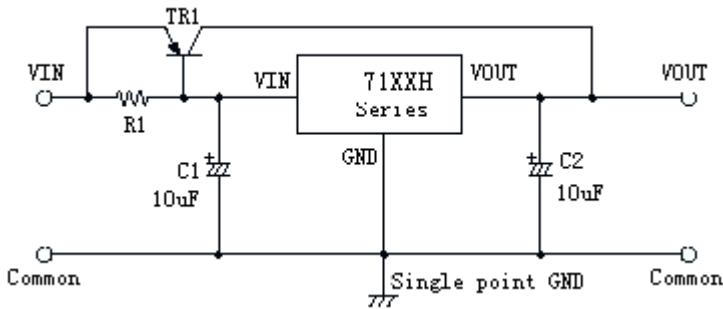 TR1
VIN
R1
VIN
71XXH
Series
VOUT
VOUT
GND
C1
10uF
C2
10uF
Common
Single point GND
Common